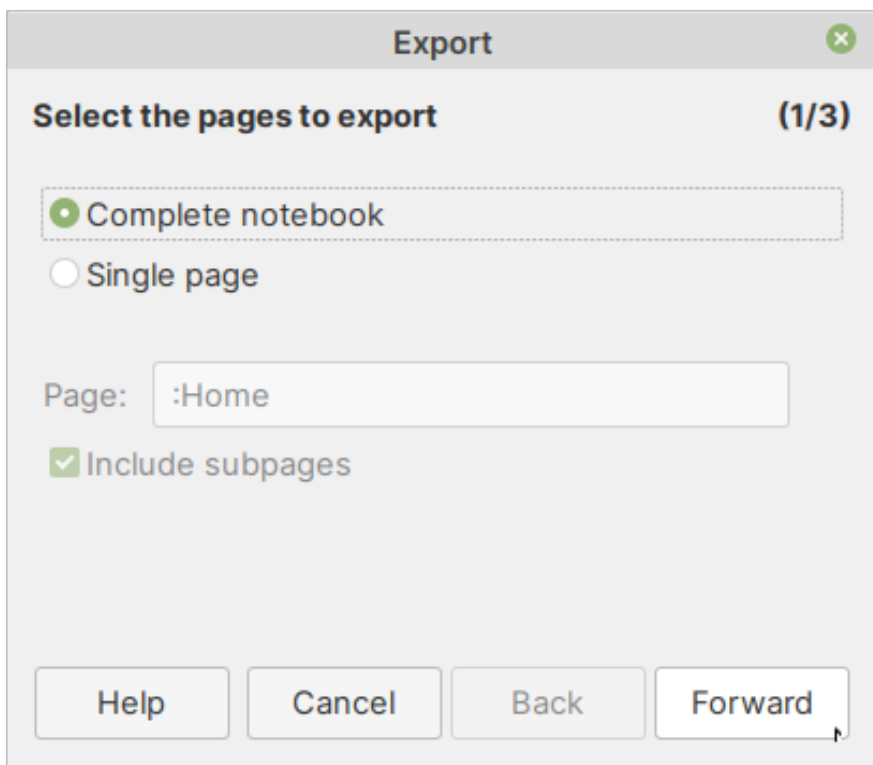 Export
Select the pages to export (1/3)
Complete notebook
Single page
Page: :Home
Include subpages
Help Cancel Back Forward